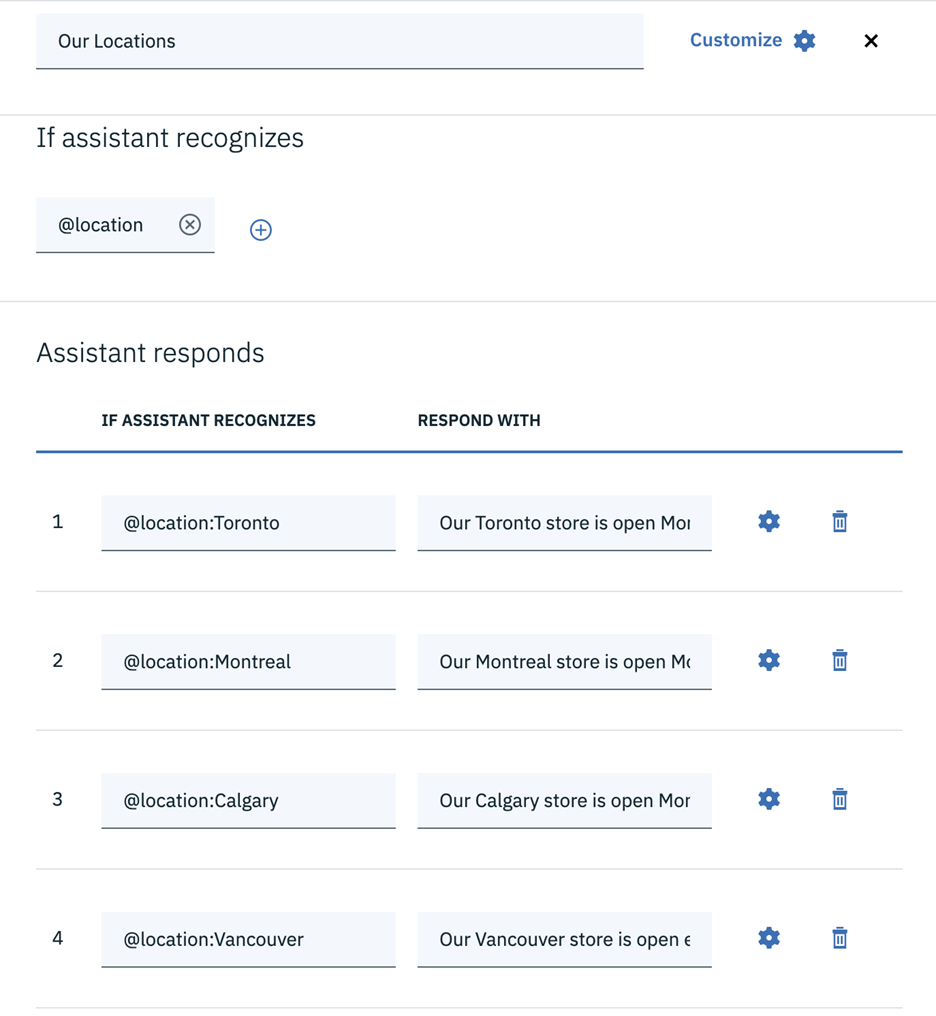 Our Locations
Customize
If assistant recognizes
@location
Assistant responds
IF ASSISTANT RECOGNIZES RESPOND WITH
1 @location:Toronto Our Toronto store is open
2 @location:Montreal Our Montreal store is open
3 @location:Calgary Our Calgary store is open
4 @location:Vancouver Our Vancouver store is open